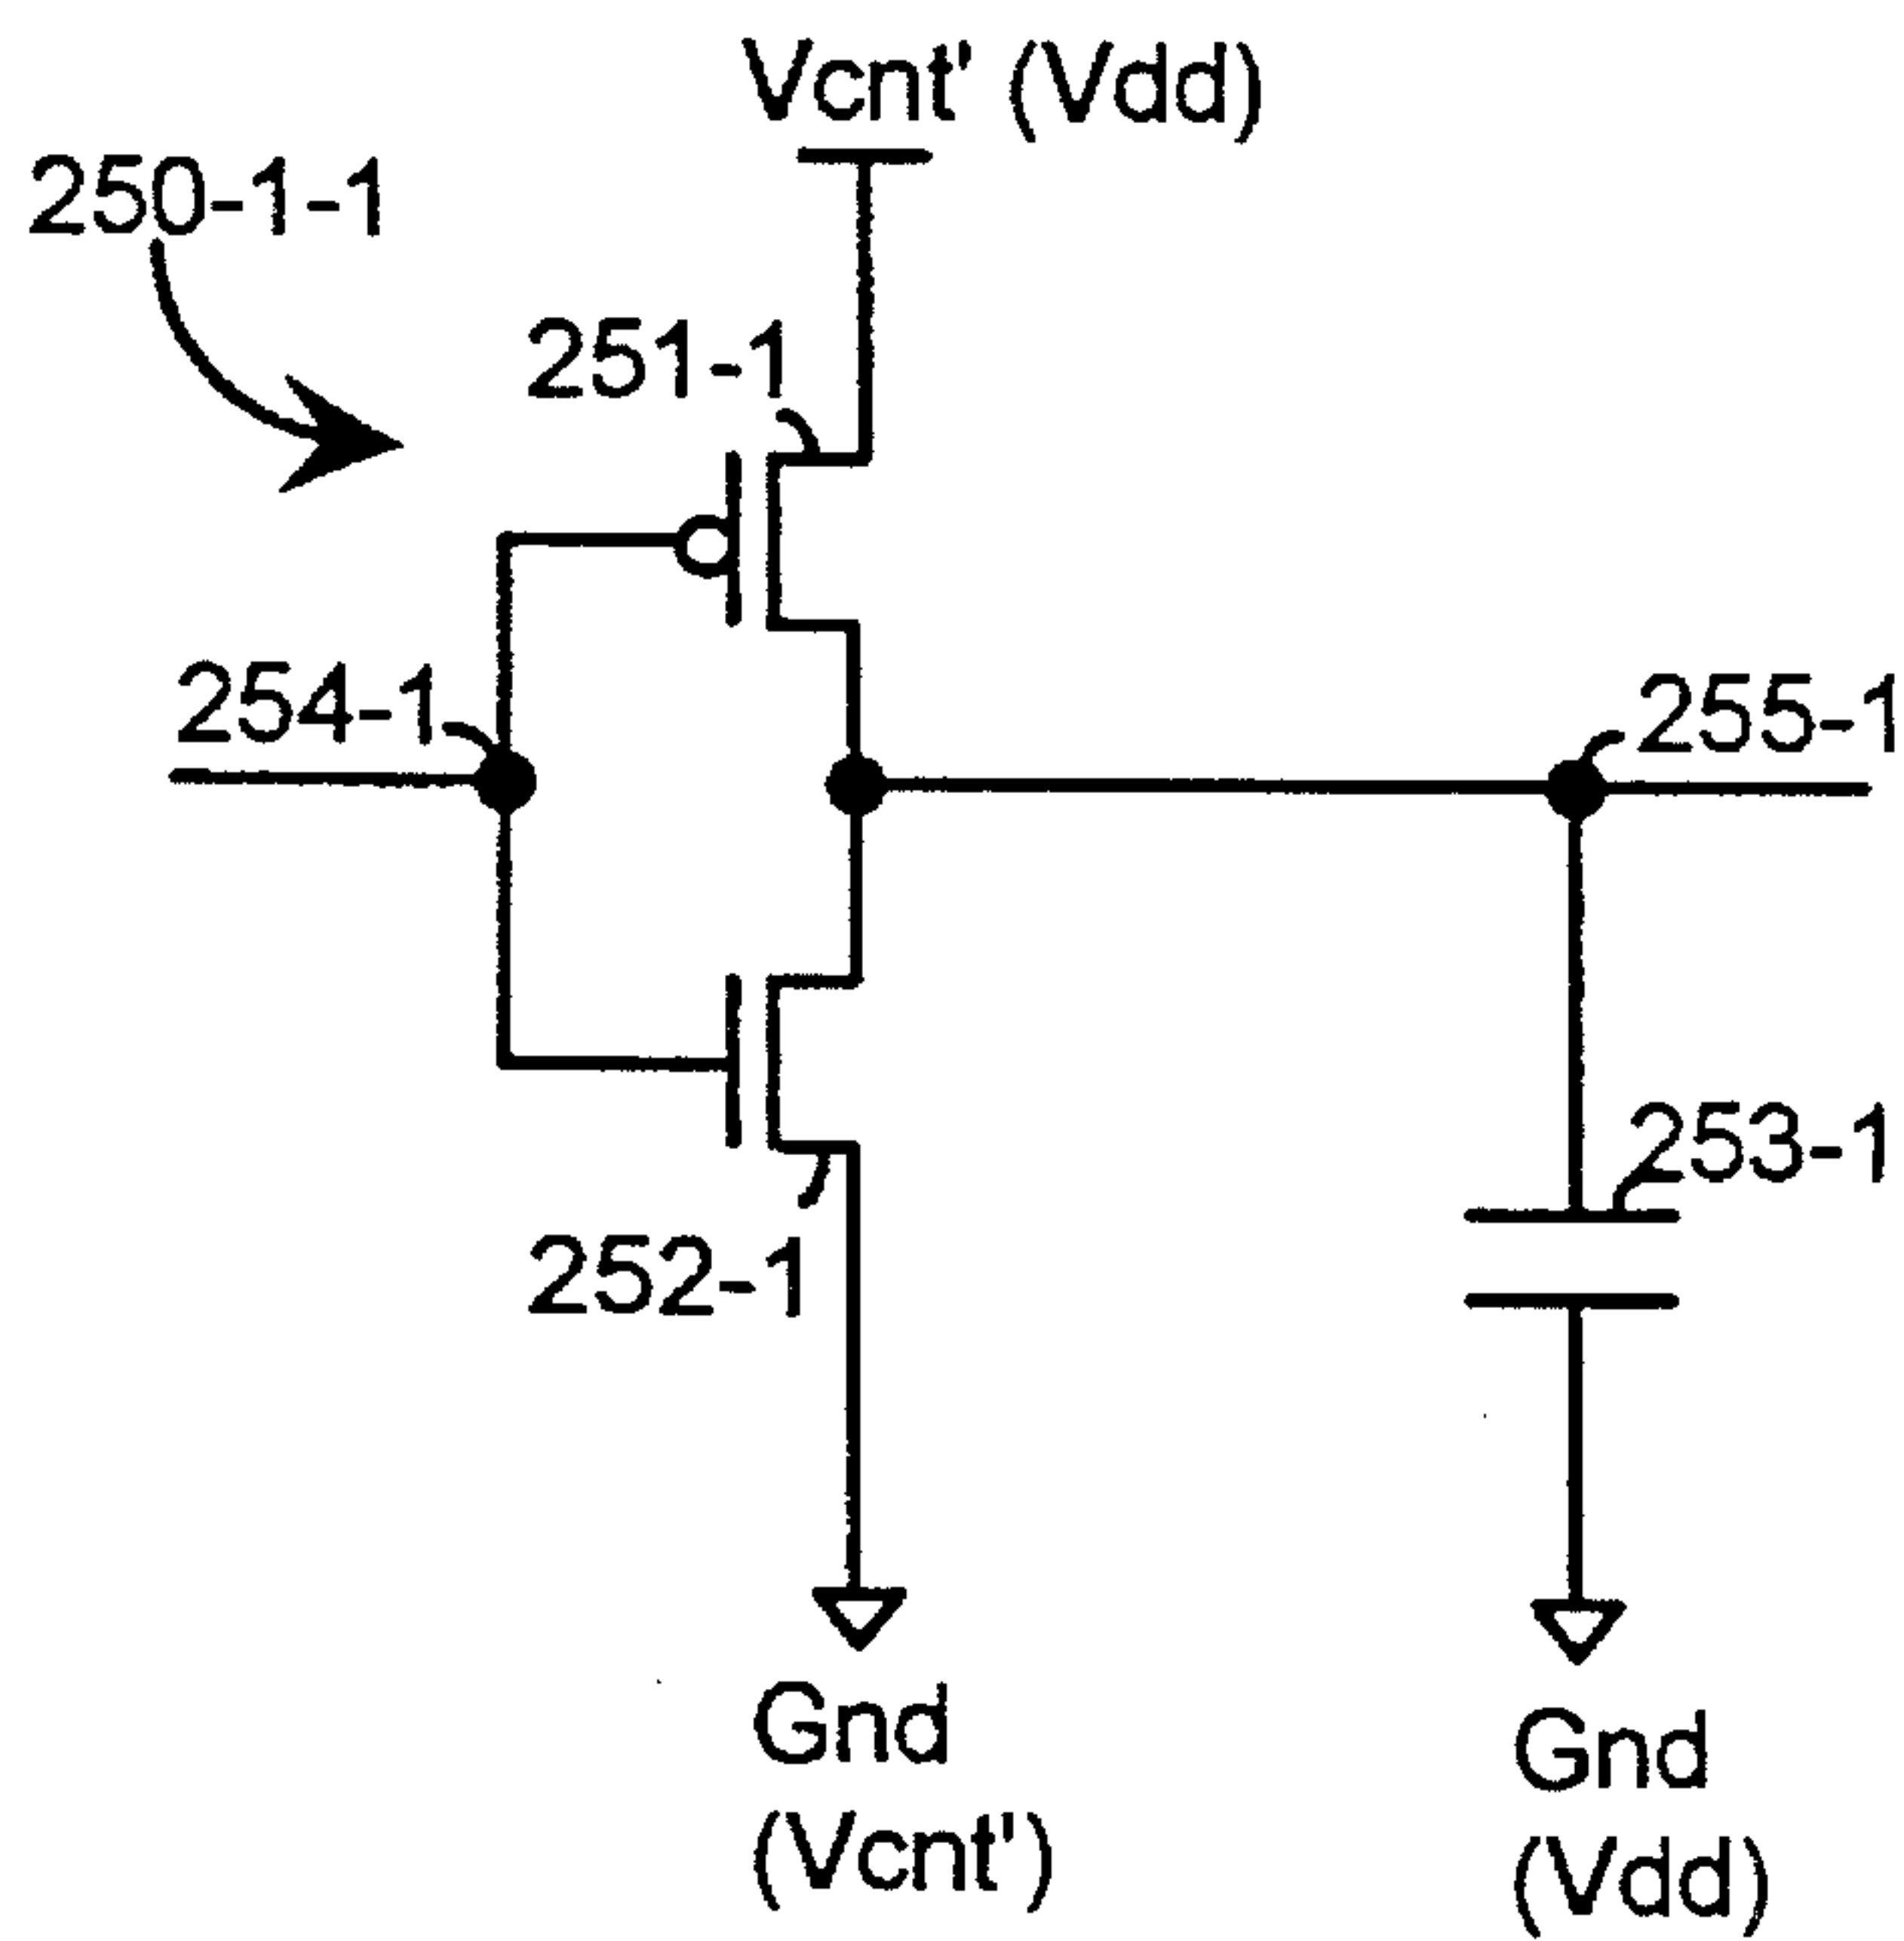 Vcnt' (Vdd)
250-1-1
251-1
254-1
255-1
253-1
252-1
Gnd
(Vcnt')
Gnd
(Vdd)